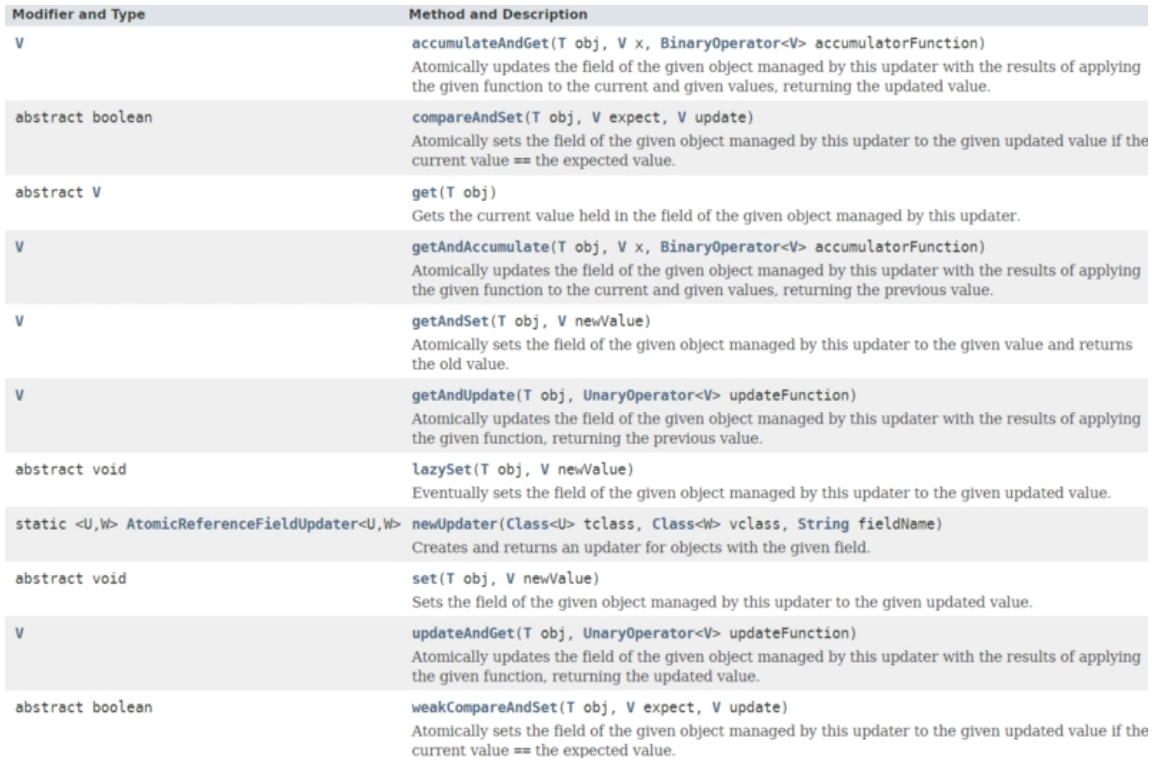 Modifier and Type Method and Description
V accumulateAndGet(T obj, V x, BinaryOperator<V> accumulatorFunction)
Atomically updates the field of the given object managed by this updater with the results of applying
the given function to the current and given values, returning the updated value.
abstract boolean compareAndSet(T obj, V expect, V update)
Atomically sets the field of the given object managed by this updater to the given updated value if the
current value == the expected value.
abstract V get(T obj)
Gets the current value held in the field of the given object managed by this updater.
V getAndAccumulate(T obj, V x, BinaryOperator<V> accumulatorFunction)
Atomically updates the field of the given object managed by this updater with the results of applying
the given function to the current and given values, returning the previous value.
V getAndSet(T obj, V newValue)
Atomically sets the field of the given object managed by this updater to the given value and returns
the old value.
V getAndUpdate(T obj, UnaryOperator<V> updateFunction)
Atomically updates the field of the given object managed by this updater with the results of applying
the given function, returning the previous value.
abstract void lazySet(T obj, V newValue)
Eventually sets the field of the given object managed by this updater to the given updated value.
static <U,W> AtomicReferenceFieldUpdater<U,W> newUpdater(Class<U> tclass, Class<W> vclass, String fieldName)
Creates and returns an updater for objects with the given field.
abstract void set(T obj, V newValue)
Sets the field of the given object managed by this updater to the given updated value.
V updateAndGet(T obj, UnaryOperator<V> updateFunction)
Atomically updates the field of the given object managed by this updater with the results of applying
the given function, returning the updated value.
abstract boolean weakCompareAndSet(T obj, V expect, V update)
Atomically sets the field of the given object managed by this updater to the given updated value if the
current value == the expected value.